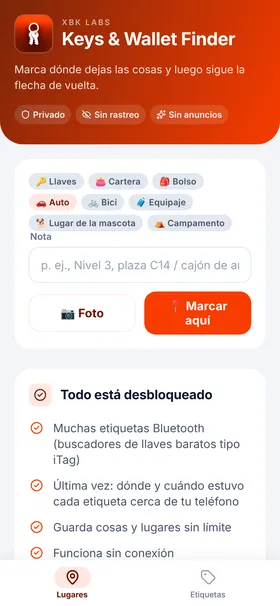 XBK LABS
Keys & Wallet Finder
Marca dónde dejas las cosas y luego sigue la
flecha de vuelta.
Privado
Sin rastreo
Sin anuncios
Llaves
Cartera
Bolso
Auto
Bici
Equipaje
Lugar de la mascota
Campamento
Nota
p. ej., Nivel 3, plaza C14 / cajón de
Foto
Marcar
aquí
Todo está desbloqueado
Muchas etiquetas Bluetooth
(buscadores de llaves baratos tipo
iTag)
Última vez: dónde y cuándo estuvo
cada etiqueta cerca de tu teléfono
Guarda cosas y lugares sin límite
Funciona sin conexión
Lugares
Etiquetas